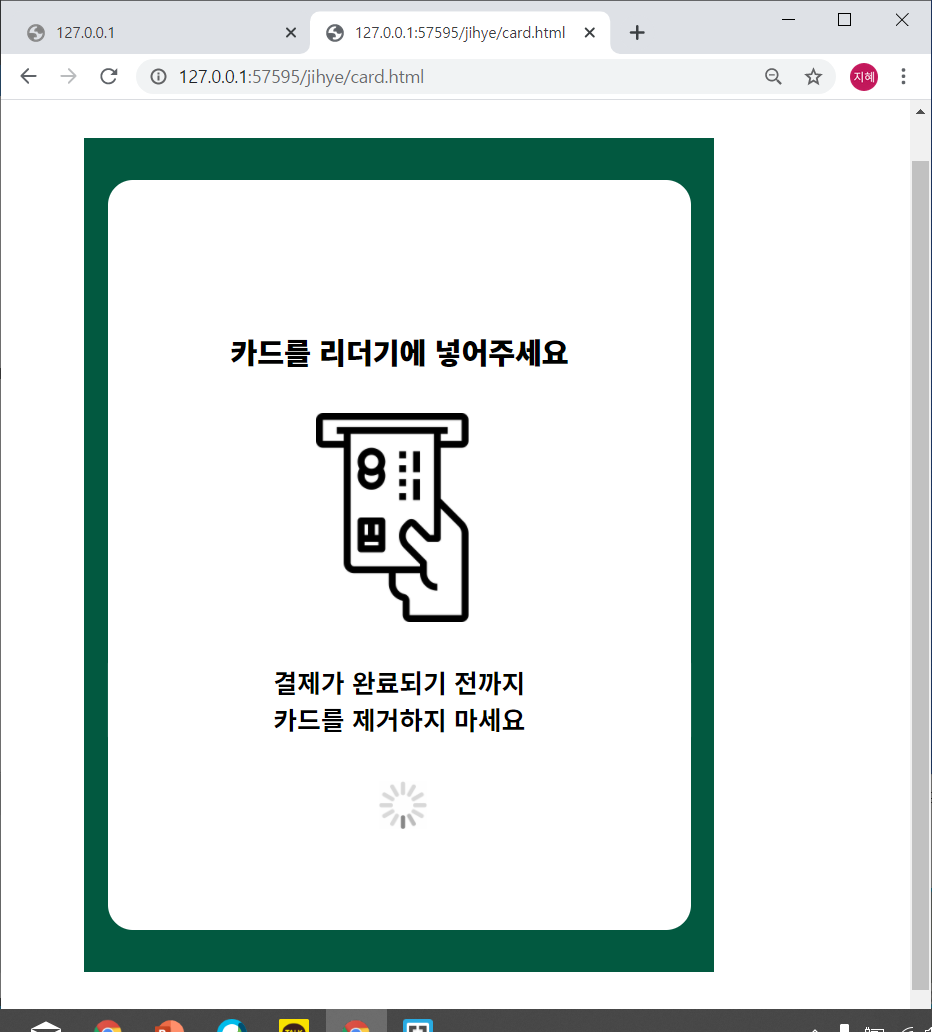 127.0.0.1
127.0.0.1:57595/jihye/card.html
127.0.0.1:57595/jihye/card.html
지혜
카드를 리더기에 넣어주세요
결제가 완료되기 전까지
카드를 제거하지 마세요